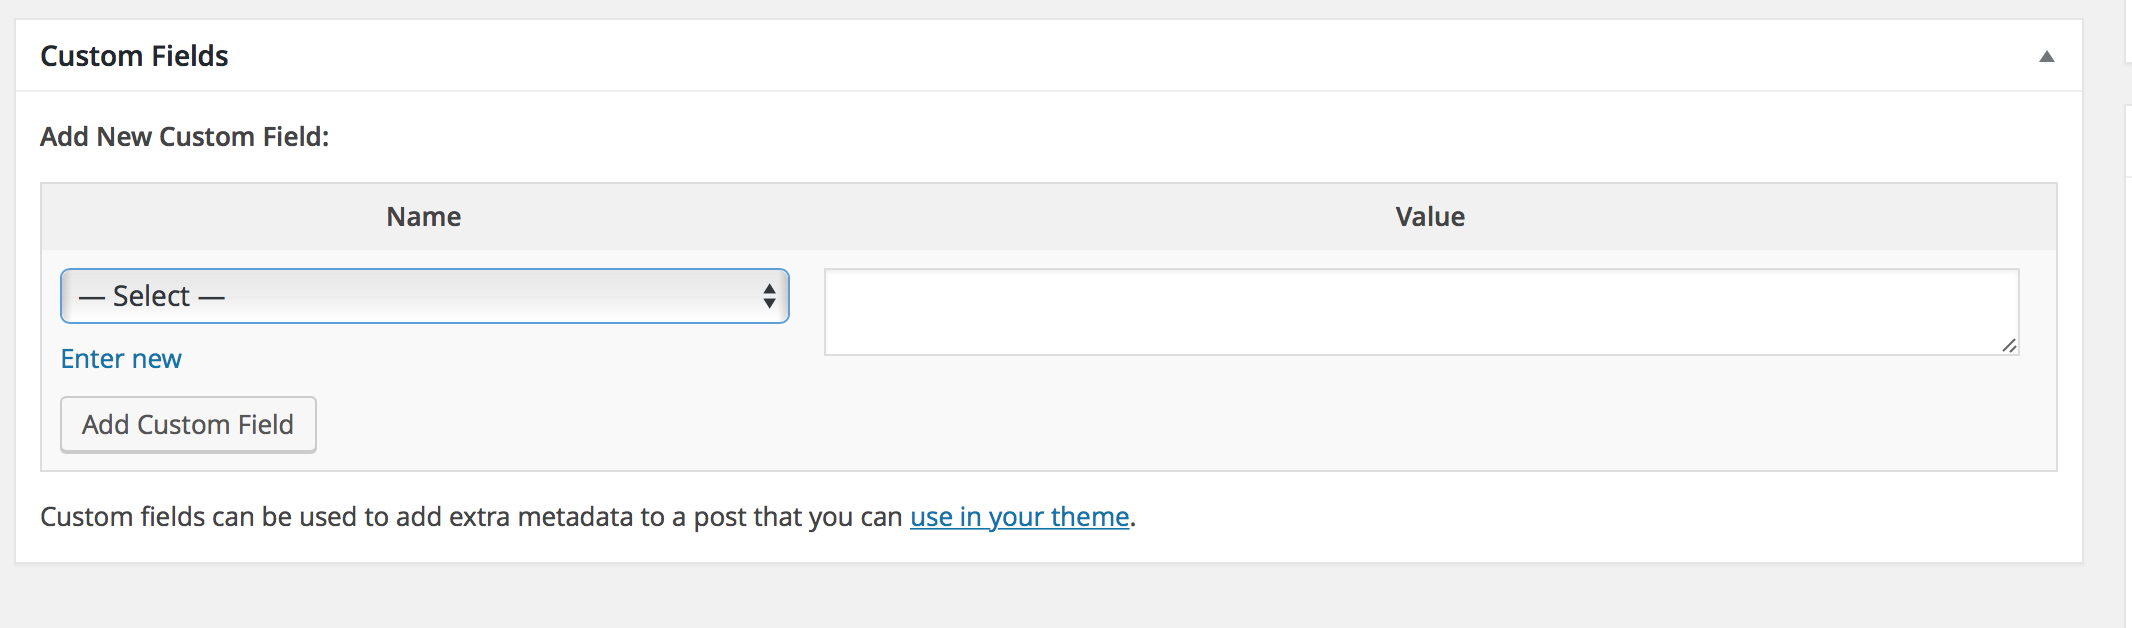 Custom Fields
Add New Custom Field:
Name
Value
— Select —
Enter new
Add Custom Field
Custom fields can be used to add extra metadata to a post that you can use in your theme.